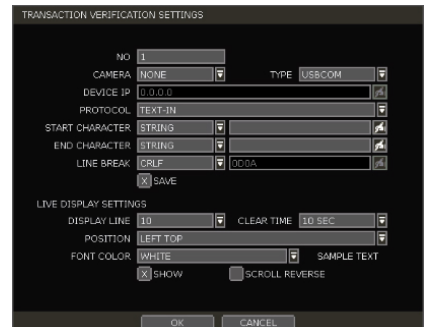 TRANSACTION VERIFICATION SETTINGS
NO 1
CAMERA NONE TYPE USBCOM
DEVICE IP 0.0.0.0
PROTOCOL TEXT-IN
START CHARACTER STRING
END CHARACTER STRING
LINE BREAK CRLF 0D0A
X SAVE
LIVE DISPLAY SETTINGS
DISPLAY LINE 10 CLEAR TIME 10 SEC
POSITION LEFT TOP
FONT COLOR WHITE SAMPLE TEXT
X SHOW SCROLL REVERSE
OK CANCEL